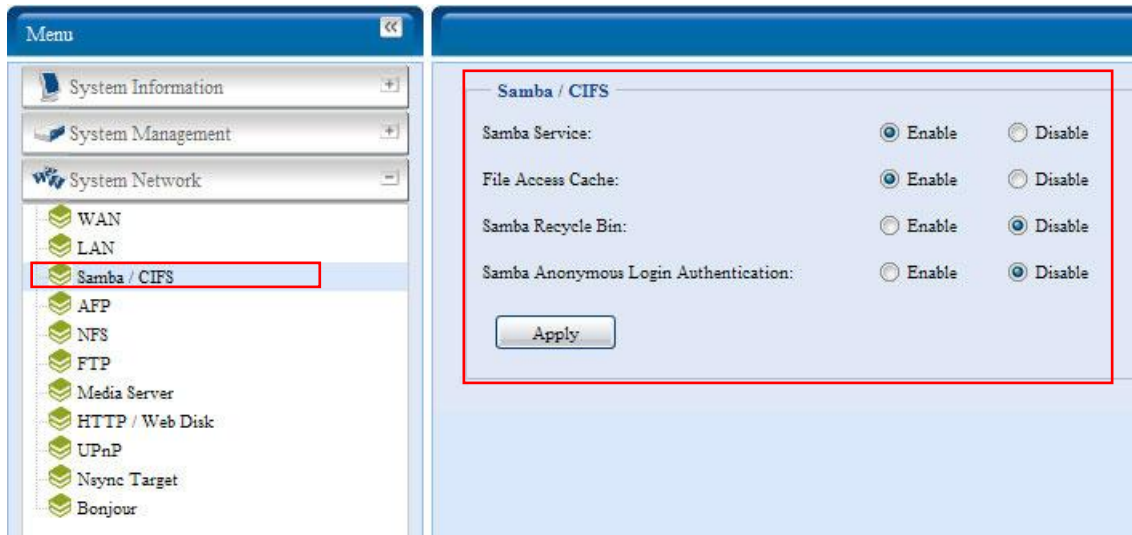 Menu
System Information
System Management
System Network
WAN
LAN
Samba / CIFS
AFP
NFS
FTP
Media Server
HTTP / Web Disk
UPnP
Nsync Target
Bonjour
Samba / CIFS
Samba Service: Enable Disable
File Access Cache: Enable Disable
Samba Recycle Bin: Enable Disable
Samba Anonymous Login Authentication: Enable Disable
Apply